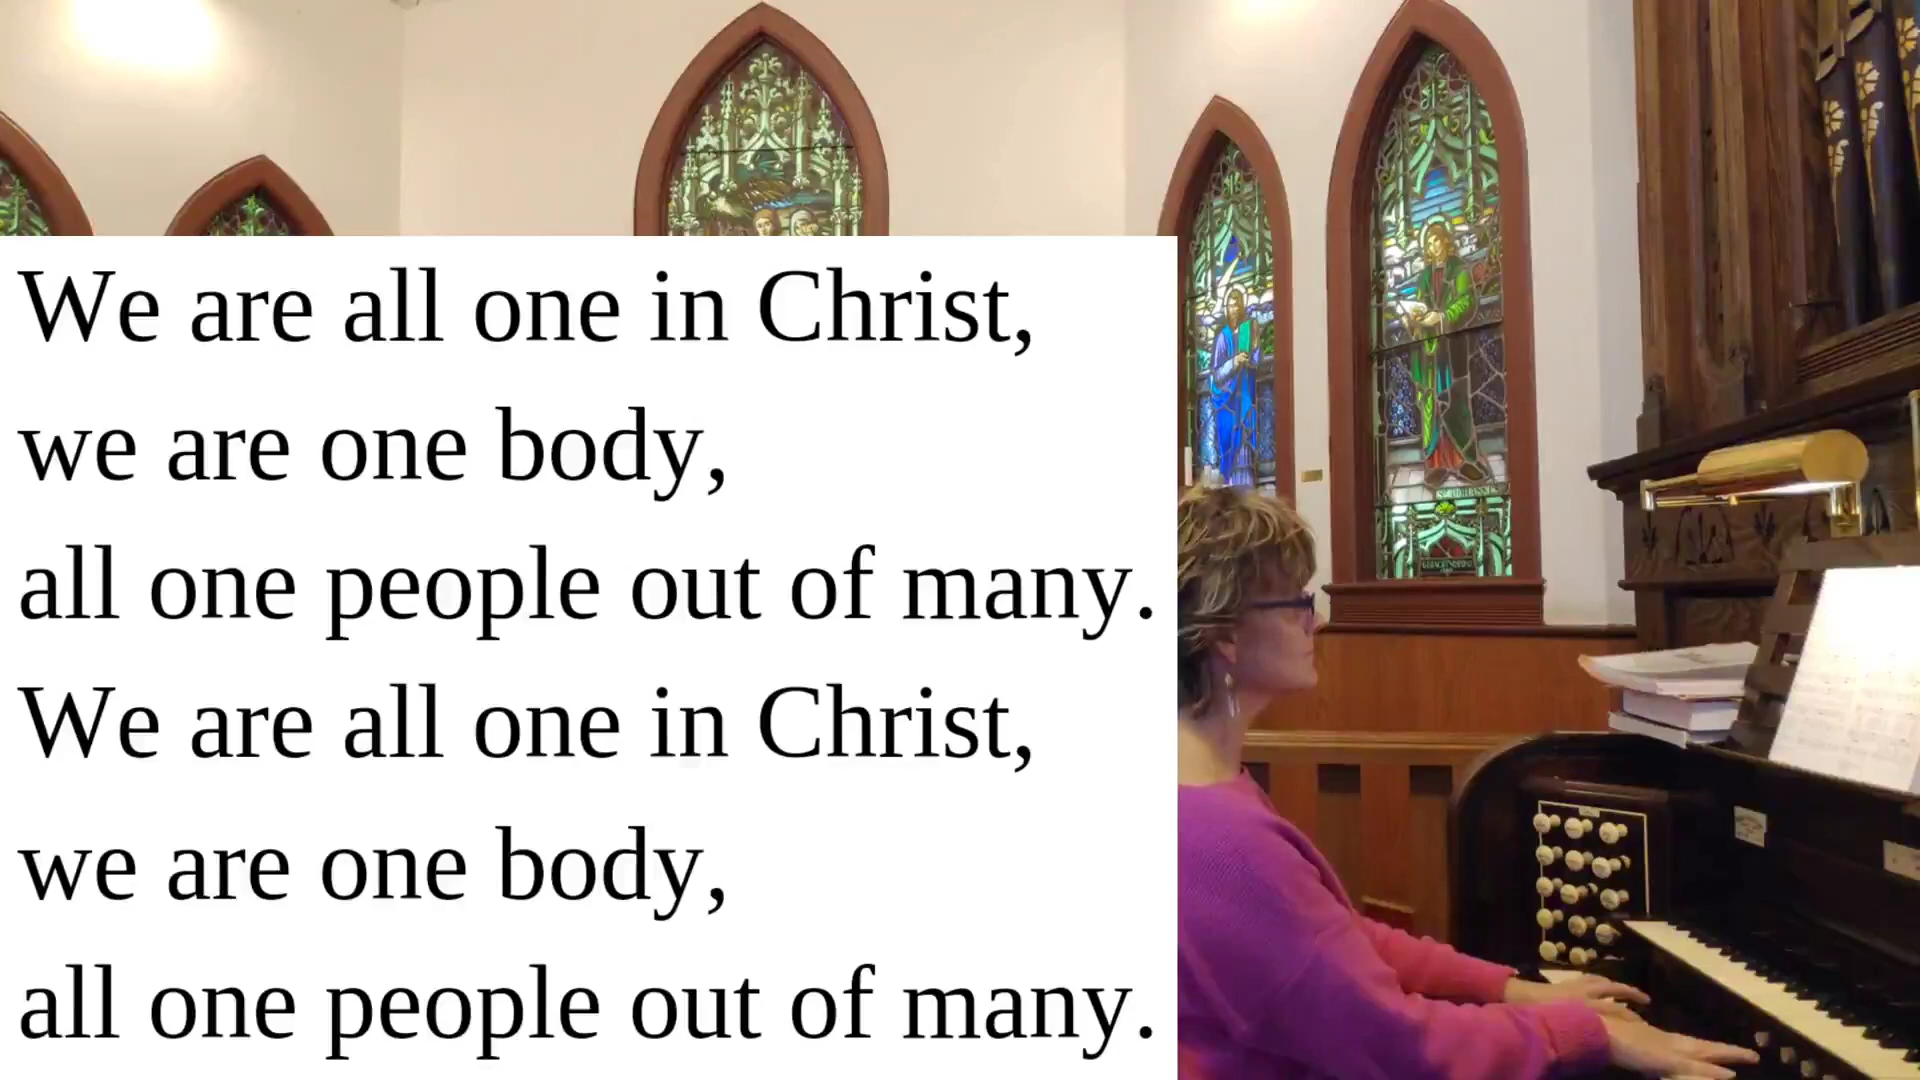 We are all one in Christ,
we are one body,
all one people out of many.
We are all one in Christ,
we are one body,
all one people out of many.